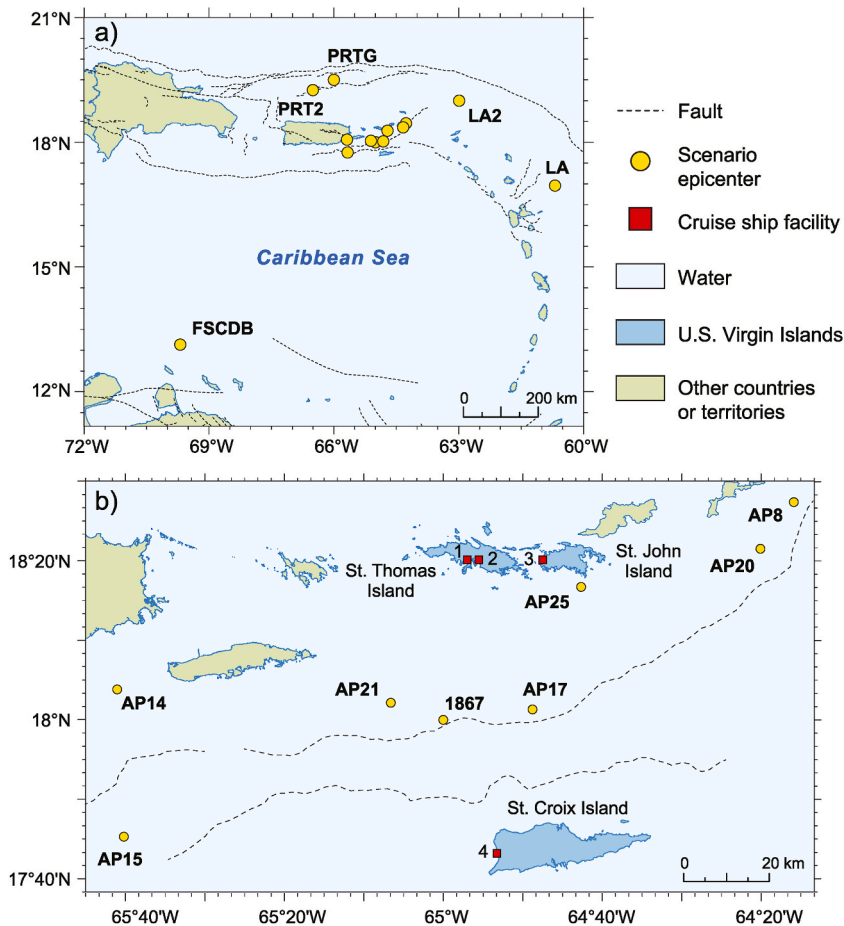 21°N
a)
PRTG
PRT2
LA2
18°N
LA
Caribbean Sea
15°N
FSCDB
12°N
0 200 km
72°W 69°W 66°W 63°W 60°W
Fault
Scenario
epicenter
Cruise ship facility
Water
U.S. Virgin Islands
Other countries
or territories
b)
AP8
18°20'N
1 2 3
St. Thomas
Island
St. John
Island
AP20
AP25
AP14
AP21
1867
AP17
18°N
St. Croix Island
4
AP15
0 20 km
17°40'N
65°40'W 65°20'W 65°W 64°40'W 64°20'W